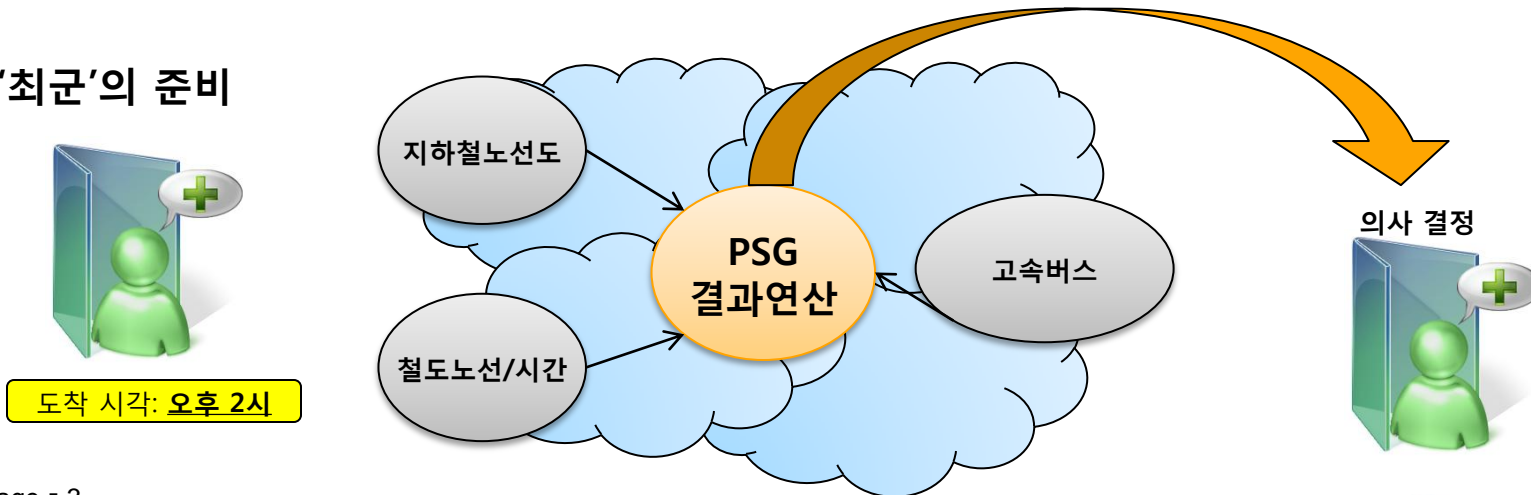 '최군'의 준비
지하철노선도
의사 결정
PSG
결과연산
고속버스
철도노선/시간
도착 시각: 오후 2시